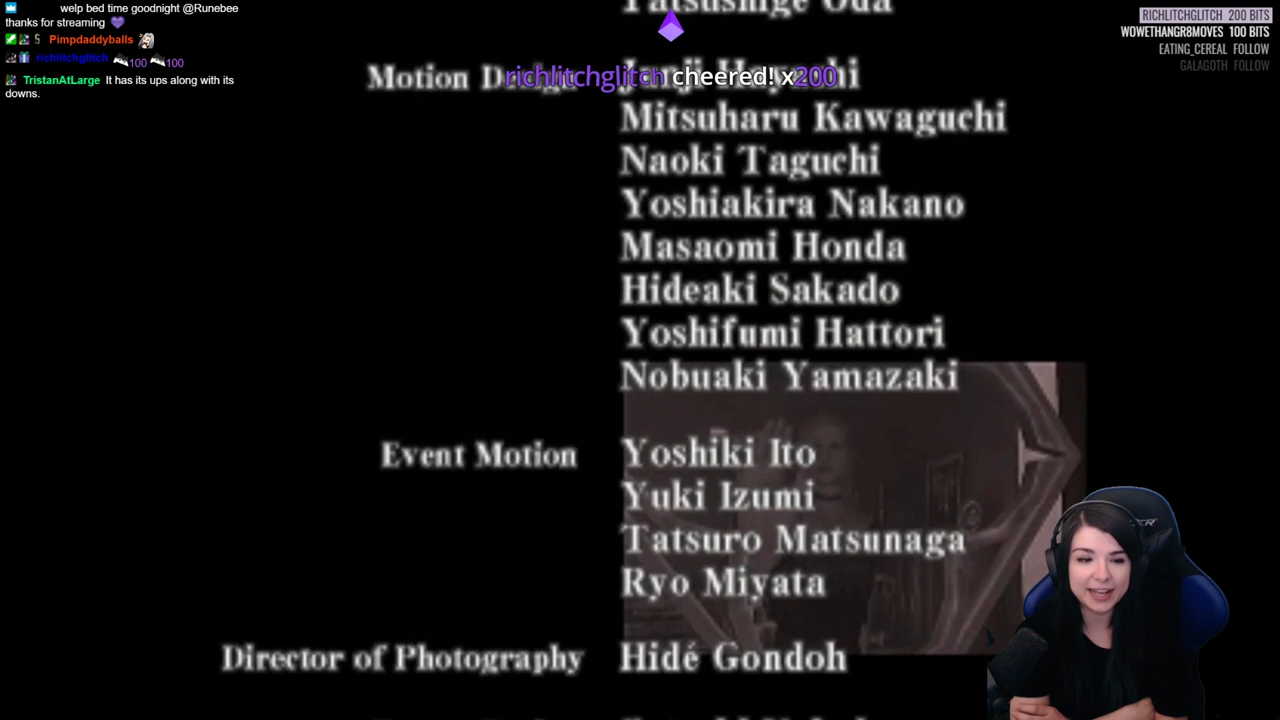 welp bed time goodnight @Runebee
thanks for streaming
Pimpdaddyballs
richlitchglitch 100 100
TristanAtLarge It has its ups along with its
downs.
RICHLITCHGLITCH 200 BITS
WOWETHANGR8MOVES 100 BITS
EATING_CEREAL FOLLOW
GALAGOTH FOLLOW
richlitchglitch cheered! x200
Tatsushige Oda
Motion
Mitsuharu Kawaguchi
Naoki Taguchi
Yoshiakira Nakano
Masaomi Honda
Hideaki Sakado
Yoshifumi Hattori
Nobuaki Yamazaki
Event Motion Yoshiki Ito
Yuki Izumi
Tatsuro Matsunaga
Ryo Miyata
Director of Photography Hidé Gondoh